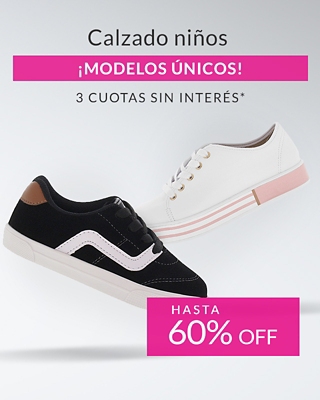 Calzado niños
¡MODELOS ÚNICOS!
3 CUOTAS SIN INTERÉS*
HASTA
60% OFF